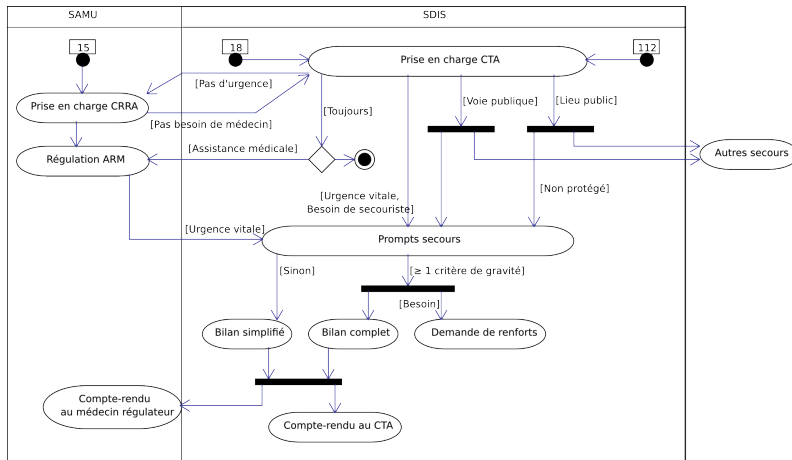 SAMU
SDIS
15
18
112
Prise en charge CTA
[Pas d'urgence]
Prise en charge CRRA
[Voie publique]
[Lieu public]
[Toujours]
[Pas besoin de médecin]
[Assistance médicale]
Régulation ARM
Autres secours
[Urgence vitale,
Besoin de secouriste]
[Non protégé]
[Urgence vitale]
Prompts secours
[Sinon]
[≥ 1 critère de gravité]
[Besoin]
Bilan simplifié
Bilan complet
Demande de renforts
Compte-rendu
au médecin régulateur
Compte-rendu au CTA